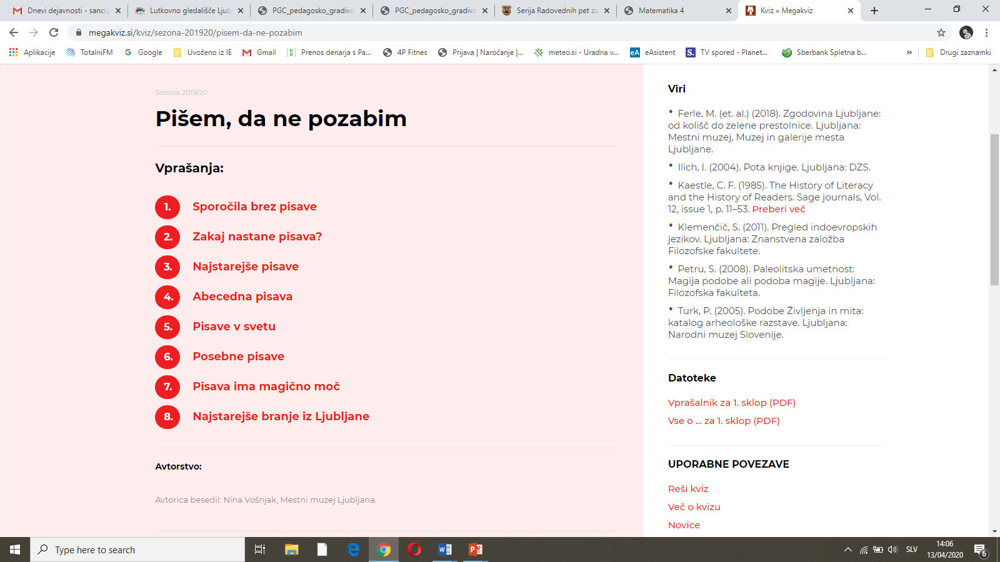 Dnevi dejavnosti - sanci.p
Lutkovno gledališče Ljubl
PGC_pedagosko_gradivo
PGC_pedagosko_gradivo
Serija Radovednih pet za
Matematika 4
Kviz » Megakviz
megakviz.si/kviz/sezona-201920/pisem-da-ne-pozabim
Aplikacije
TotalniFM
Google
Uvoženo iz IE
Gmail
Prenos denarja s Pa...
4P Fitnes
Prijava | Naročanje |...
meteo.si - Uradna v...
eAsistent
TV spored - Planet...
Sberbank Spletna b...
»
Drugi zaznamki
Sezona 2019/20
Pišem, da ne pozabim
Vprašanja:
1. Sporočila brez pisave
2. Zakaj nastane pisava?
3. Najstarejše pisave
4. Abecedna pisava
5. Pisave v svetu
6. Posebne pisave
7. Pisava ima magično moč
8. Najstarejše branje iz Ljubljane
Avtorstvo:
Avtorica besedil: Nina Vošnjak, Mestni muzej Ljubljana.
Viri
• Ferle, M. (et. al.) (2018). Zgodovina Ljubljane:
od kolišč do zelene prestolnice. Ljubljana:
Mestni muzej, Muzej in galerije mesta
Ljubljane.
• Ilich, I. (2004). Pota knjige. Ljubljana: DZS.
• Kaestle, C. F. (1985). The History of Literacy
and the History of Readers. Sage journals, Vol.
12, issue 1, p. 11–53. Preberi več
• Klemenčič, S. (2011). Pregled indoevropskih
jezikov. Ljubljana: Znanstvena založba
Filozofske fakultete.
• Petru, S. (2008). Paleolitska umetnost:
Magija podobe ali podoba magije. Ljubljana:
Filozofska fakulteta.
• Turk, P. (2005). Podobe Življenja in mita:
katalog arheološke razstave. Ljubljana:
Narodni muzej Slovenije.
Datoteke
Vprašalnik za 1. sklop (PDF)
Vse o ... za 1. sklop (PDF)
UPORABNE POVEZAVE
Reši kviz
Več o kvizu
Novice
Type here to search
SLV
14:06
13/04/2020
6